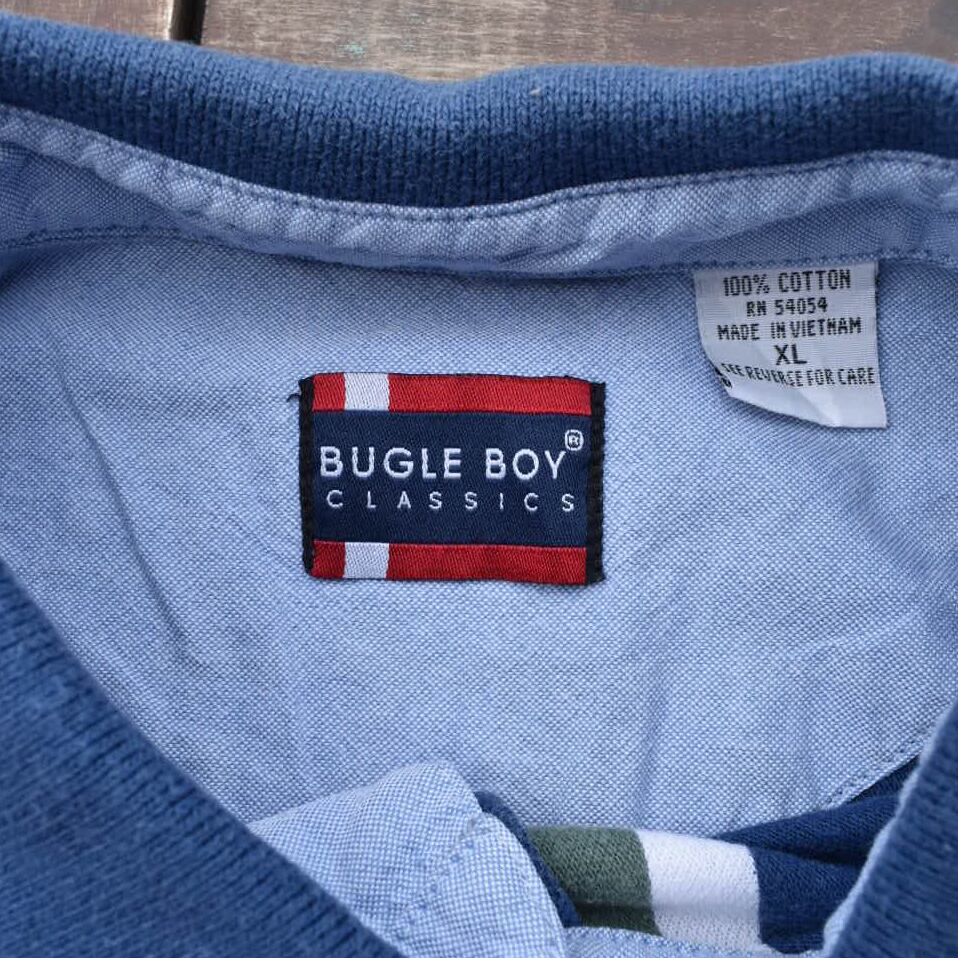 100% COTTON
RN 54054
MADE IN VIETNAM
XL
SEE REVERSE FOR CARE
BUGLE BOY®
CLASSICS